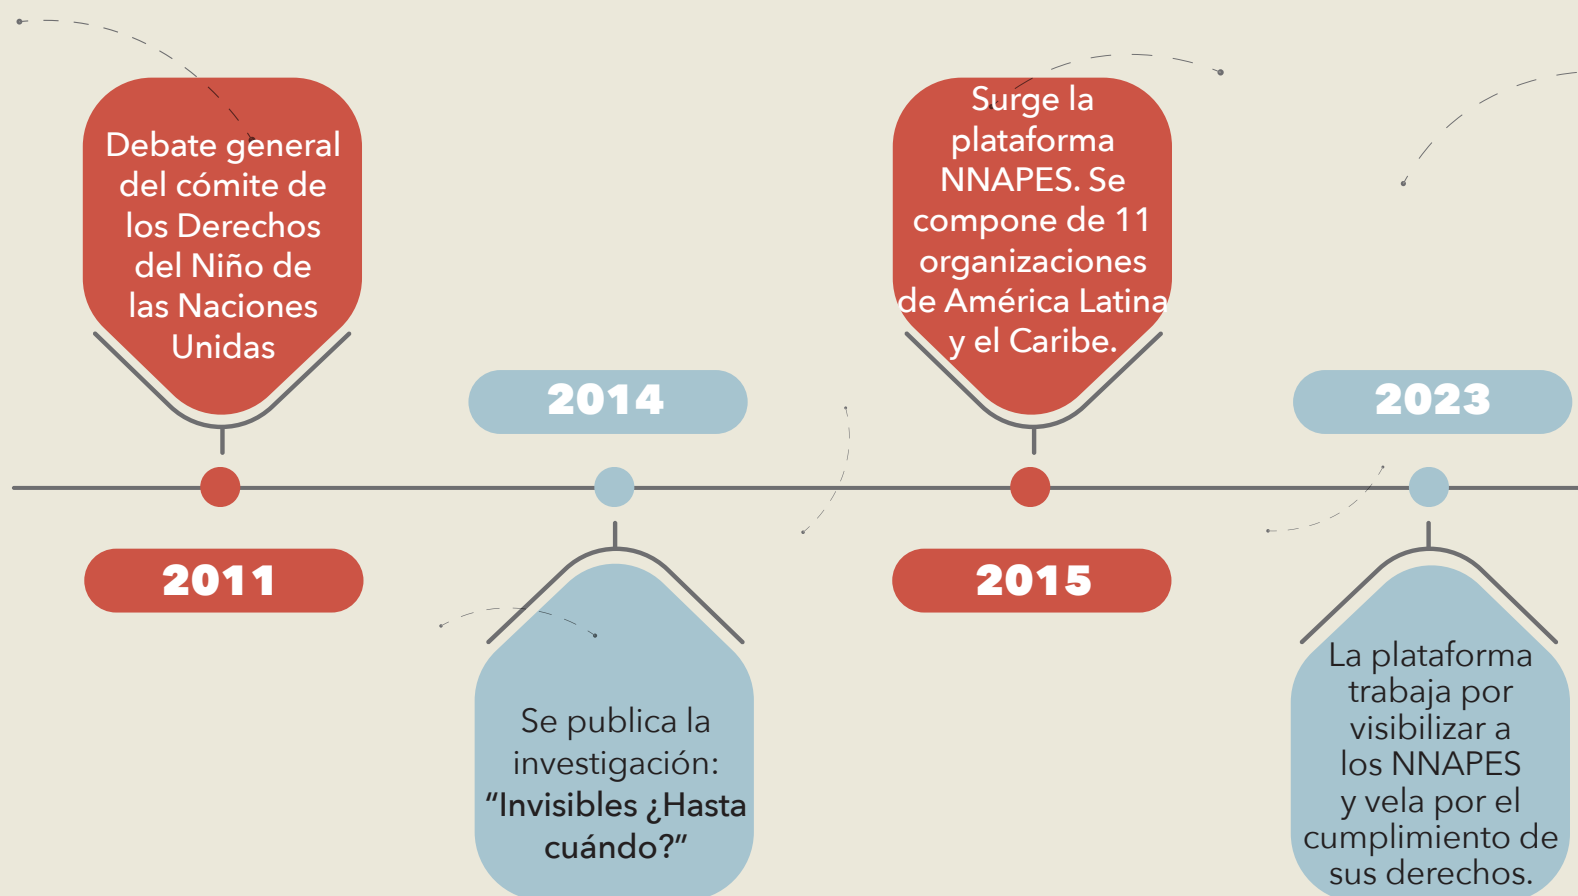 Debate general
del cómite de
los Derechos
del Niño de
las Naciones
Unidas
2011
2014
Se publica la
investigación:
“Invisibles ¿Hasta
cuándo?”
Surge la
plataforma
NNAPES. Se
compone de 11
organizaciones
de América Latina
y el Caribe.
2015
2023
La plataforma
trabaja por
visibilizar a
los NNAPES
y vela por el
cumplimiento de
sus derechos.